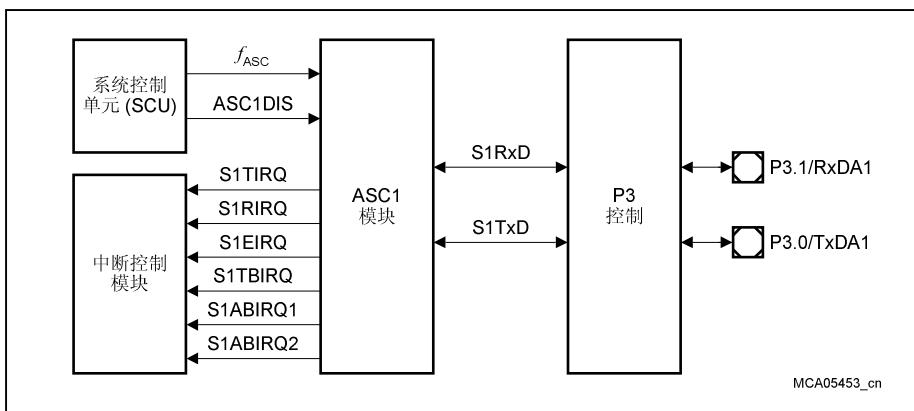 系统控制
单元 (SCU)
fASC
ASC1DIS
中断控制
模块
S1TIRQ
S1RIRQ
S1EIRQ
S1TBIRQ
S1ABIRQ1
S1ABIRQ2
ASC1
模块
S1RxD
S1TxD
P3
控制
P3.1/RxDA1
P3.0/TxDA1
MCA05453_cn